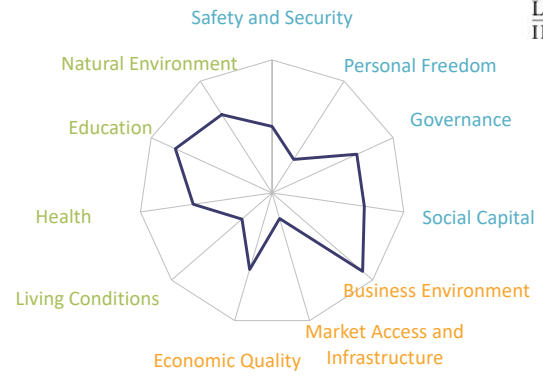 Safety and Security
Natural Environment
Personal Freedom
Education
Governance
Health
Social Capital
Living Conditions
Business Environment
Market Access and
Infrastructure
Economic Quality